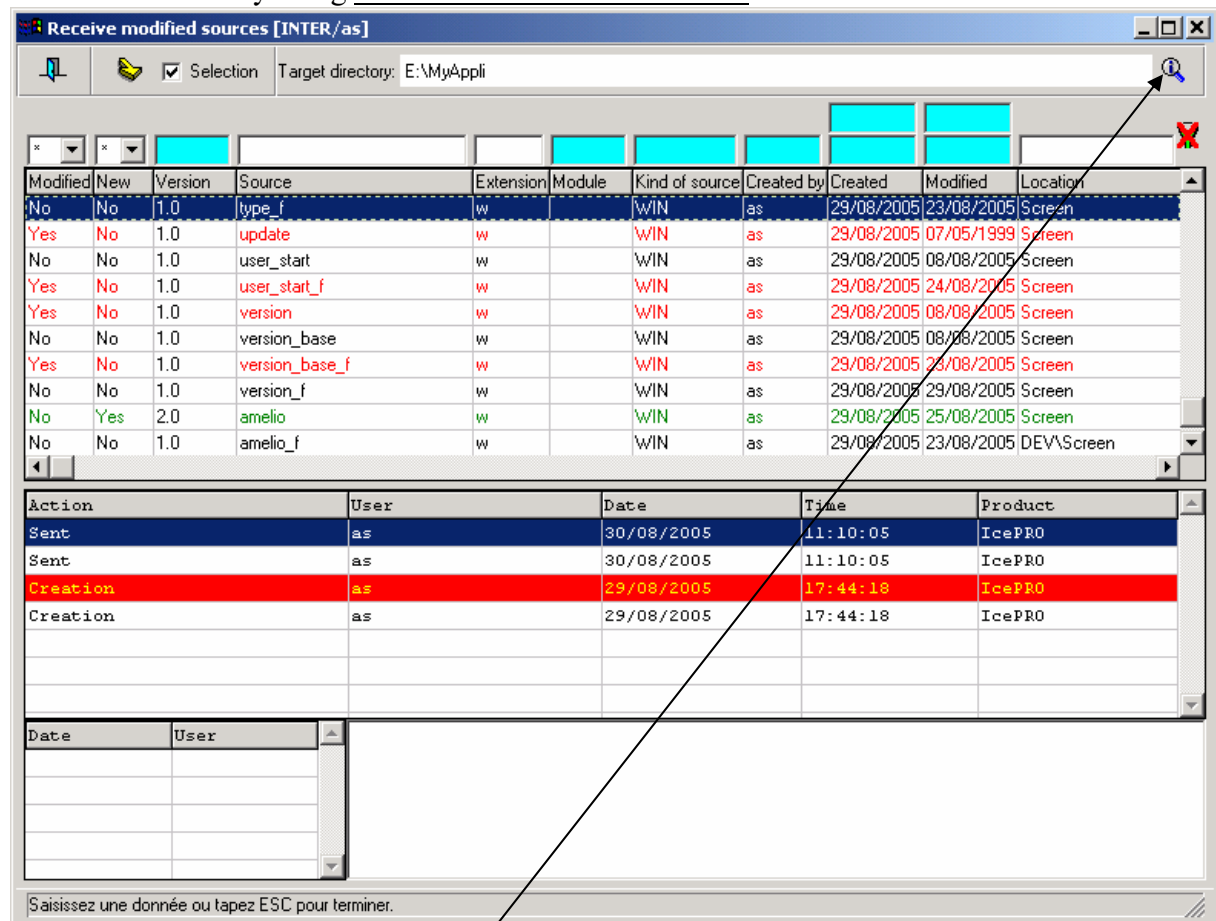 Receive modified sources [INTER/as]
Selection Target directory: E:\MyAppli
* *
Modified New Version Source Extension Module Kind of source Created by Created Modified Location
No No 1.0 type_f w WIN as 29/08/2005 23/08/2005 Screen
Yes No 1.0 update w WIN as 29/08/2005 07/05/1999 Screen
No No 1.0 user_start w WIN as 29/08/2005 08/08/2005 Screen
Yes No 1.0 user_start_f w WIN as 29/08/2005 24/08/2005 Screen
Yes No 1.0 version w WIN as 29/08/2005 08/08/2005 Screen
No No 1.0 version_base w WIN as 29/08/2005 08/08/2005 Screen
Yes No 1.0 version_base_f w WIN as 29/08/2005 23/08/2005 Screen
No No 1.0 version_f w WIN as 29/08/2005 29/08/2005 Screen
No Yes 2.0 amelio w WIN as 29/08/2005 25/08/2005 Screen
No No 1.0 amelio_f w WIN as 29/08/2005 23/08/2005 DEV\Screen
Action User Date Time Product
Sent as 30/08/2005 11:10:05 IcePRO
Sent as 30/08/2005 11:10:05 IcePRO
Creation as 29/08/2005 17:44:18 IcePRO
Creation as 29/08/2005 17:44:18 IcePRO
Date User
Saisissez une donnée ou tapez ESC pour terminer.